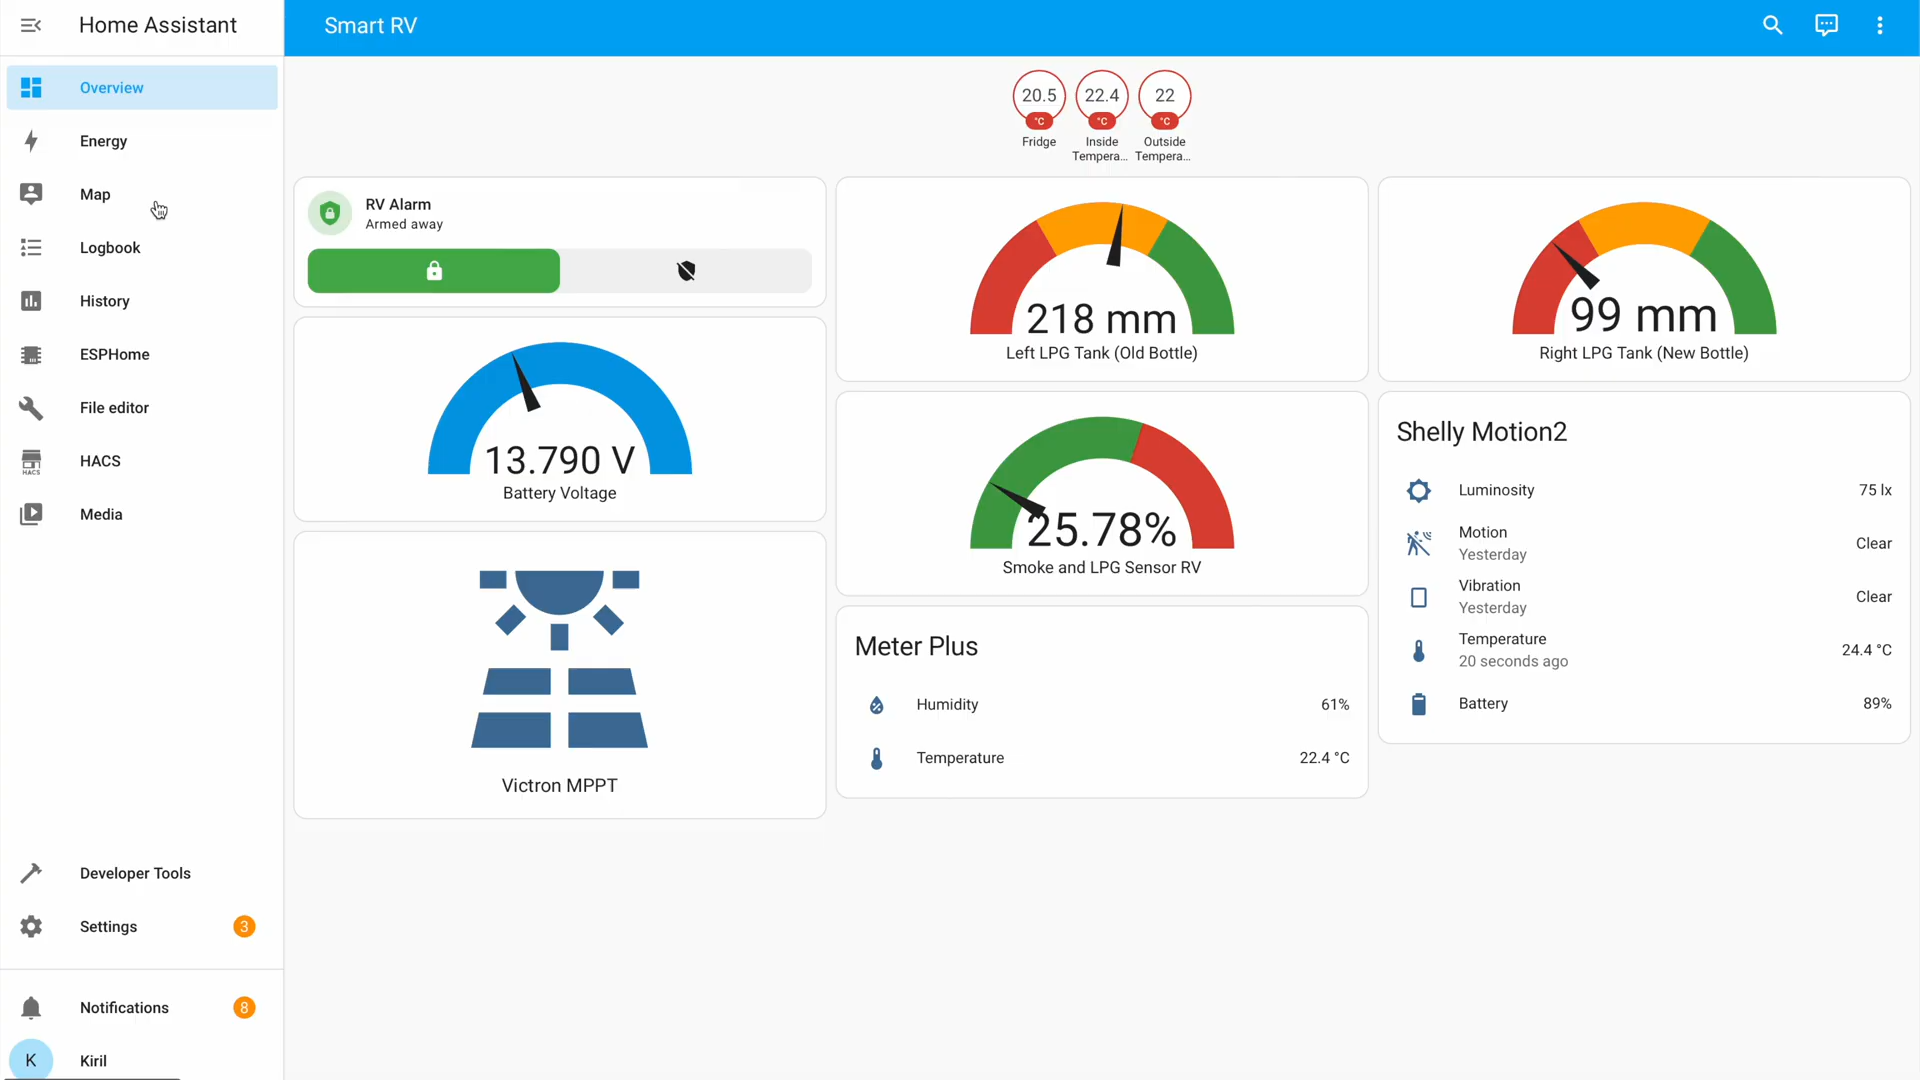 Home Assistant
Smart RV
Overview
Energy
Map
Logbook
History
ESPHome
File editor
HACS
HACS
Media
Developer Tools
Settings
3
Notifications
8
K
Kiril
20.5
°C
Fridge
22.4
°C
Inside
Tempera...
22
°C
Outside
Tempera...
RV Alarm
Armed away
13.790 V
Battery Voltage
Victron MPPT
218 mm
Left LPG Tank (Old Bottle)
25.78%
Smoke and LPG Sensor RV
Meter Plus
Humidity
61%
Temperature
22.4 °C
99 mm
Right LPG Tank (New Bottle)
Shelly Motion2
Luminosity
75 lx
Motion
Yesterday
Clear
Vibration
Yesterday
Clear
Temperature
20 seconds ago
24.4 °C
Battery
89%